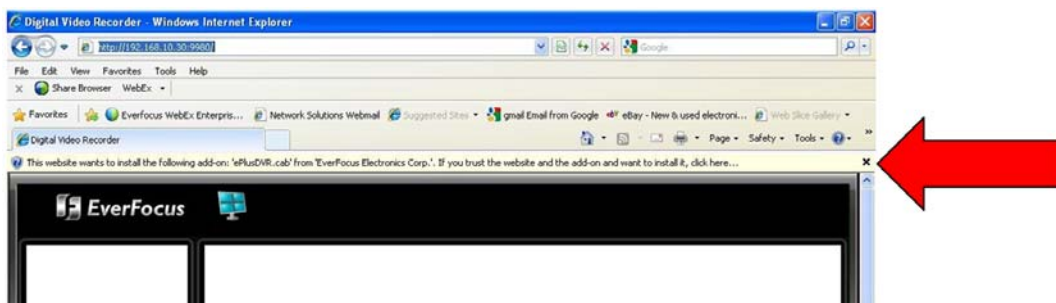 Digital Video Recorder - Windows Internet Explorer
http://192.168.10.30:9980/
Google
File Edit View Favorites Tools Help
Share Browser WebEx
Favorites Everfocus WebEx Enterpris... Network Solutions Webmail Suggested Sites gmail Email from Google eBay - New & used electroni... Web Slice Gallery
Digital Video Recorder Page Safety Tools
This website wants to install the following add-on: 'ePlusDVR.cab' from 'EverFocus Electronics Corp.'. If you trust the website and the add-on and want to install it, click here...
EverFocus